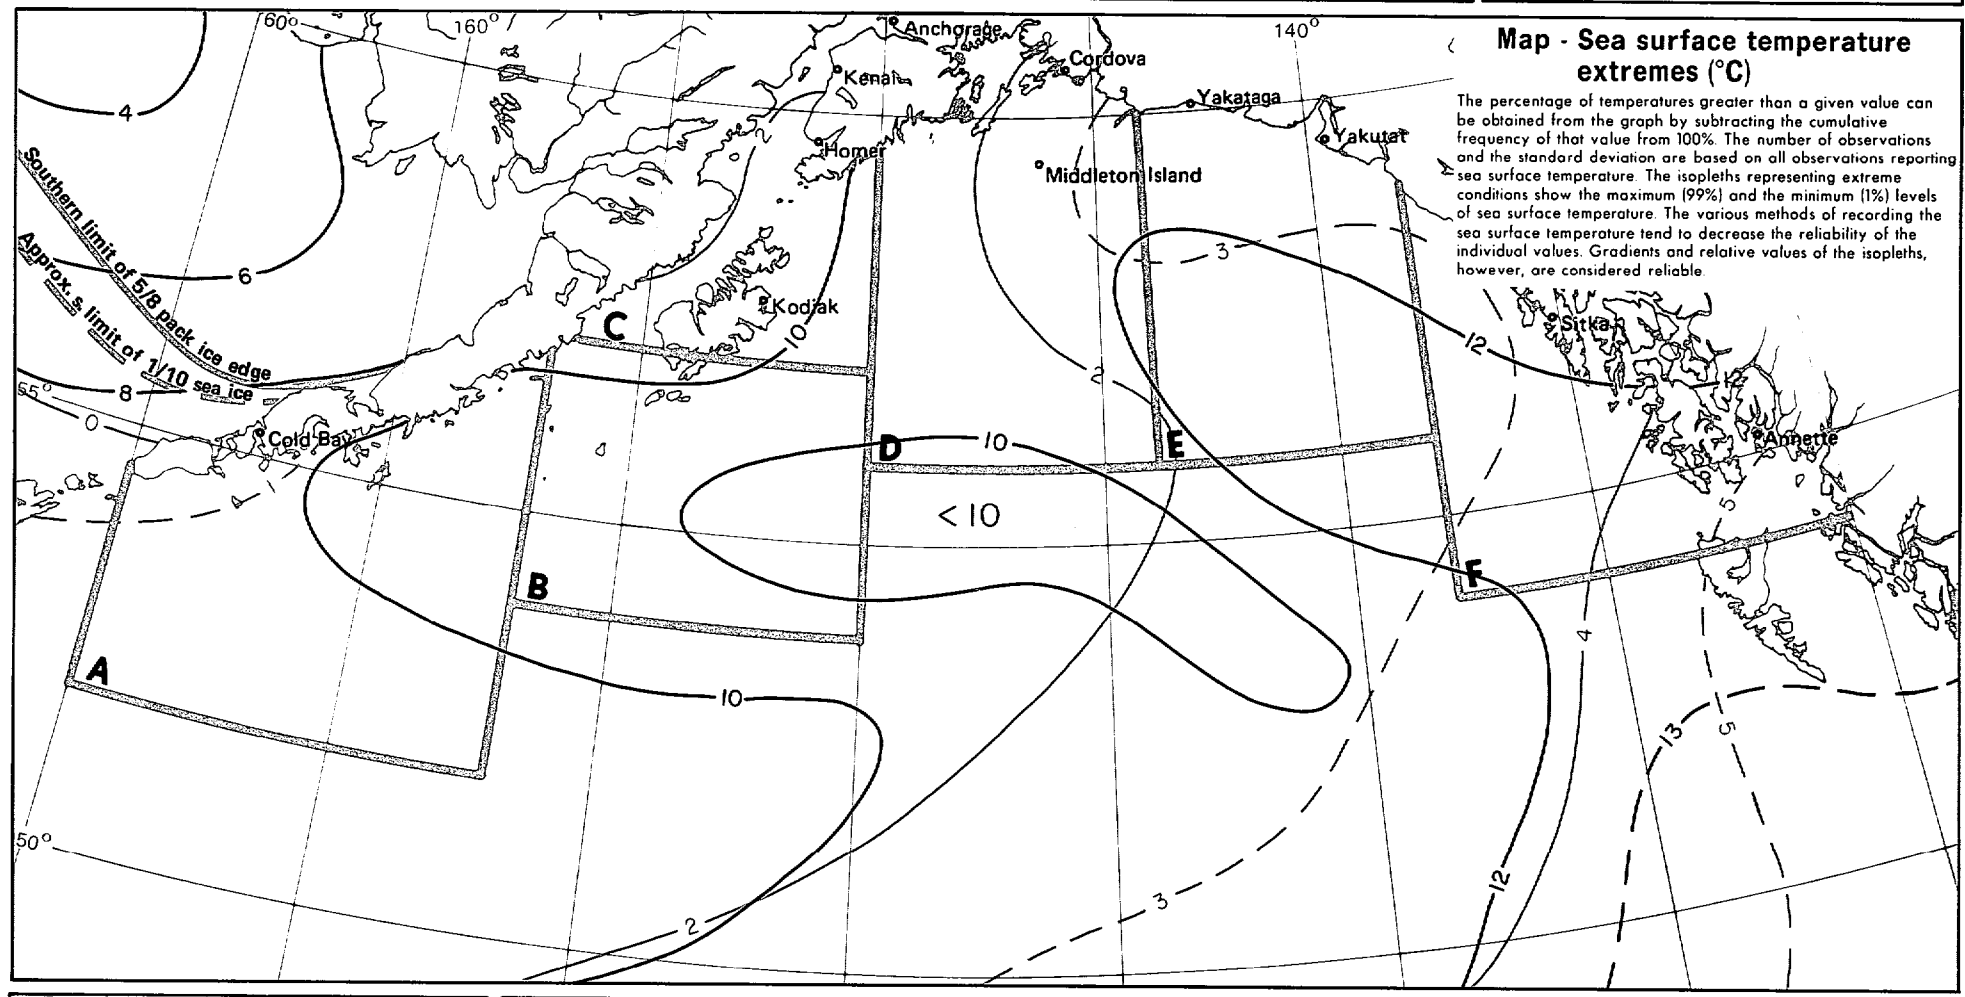 Map - Sea surface temperature
extremes (°C)
The percentage of temperatures greater than a given value can
be obtained from the graph by subtracting the cumulative
frequency of that value from 100%. The number of observations
and the standard deviation are based on all observations reporting
sea surface temperature. The isopleths representing extreme
conditions show the maximum (99%) and the minimum (1%) levels
of sea surface temperature. The various methods of recording the
sea surface temperature tend to decrease the reliability of the
individual values. Gradients and relative values of the isopleths,
however, are considered reliable.
60°
160°
140°
Anchorage
Cordova
Kenai
Yakataga
4
2
Homer
Yakutat
Middleton Island
Southern limit of 5/8 pack ice edge
Approx. s. limit of 1/10 sea ice
6
3
Kodiak
C
10
Sitka
12
2
12
55°
8
0
Cold Bay
D
10
E
Annette
<10
5
B
F
4
A
10
5
13
50°
12
2
3